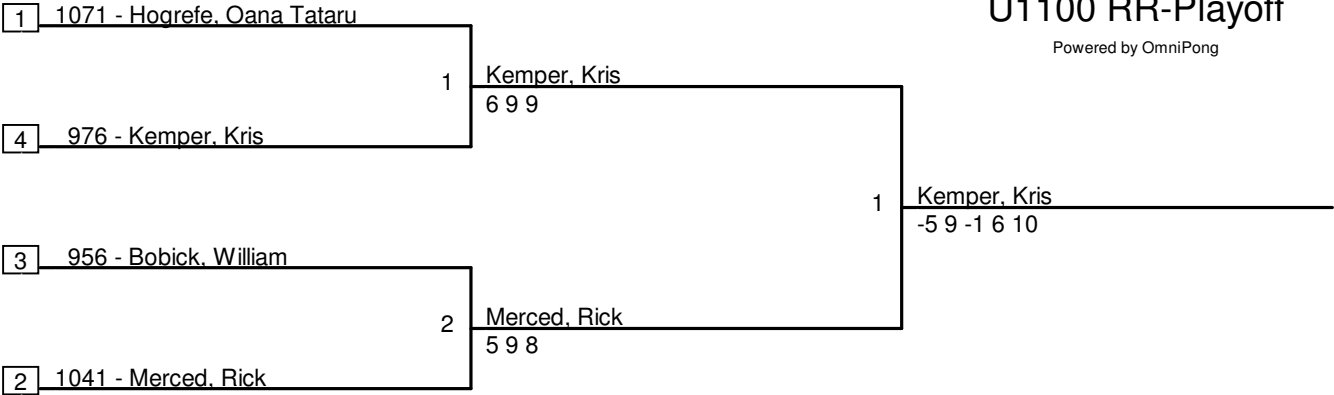 U1100 RR-Playoff
Powered by OmniPong
1 1071 - Hogrefe, Oana Tataru
1 Kemper, Kris
6 9 9
4 976 - Kemper, Kris
1 Kemper, Kris
-5 9 -1 6 10
3 956 - Bobick, William
2 Merced, Rick
5 9 8
2 1041 - Merced, Rick